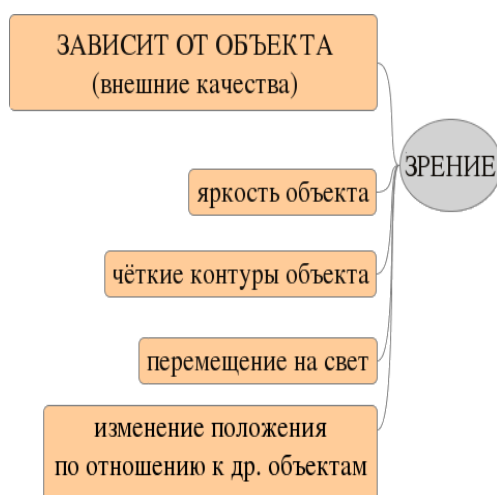 ЗАВИСИТ ОТ ОБЪЕКТА
(внешние качества)
ЗРЕНИЕ
яркость объекта
чёткие контуры объекта
перемещение на свет
изменение положения
по отношению к др. объектам